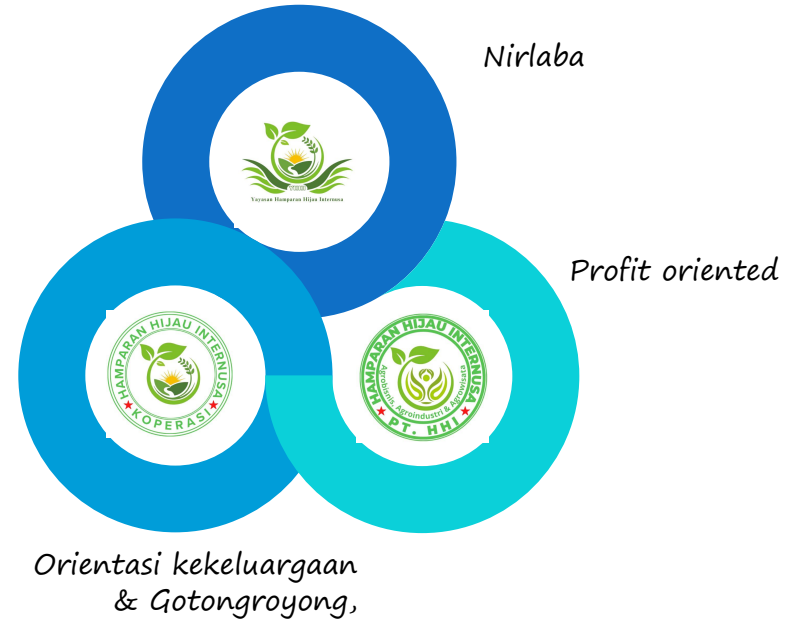 Nirlaba
Yayasan Hamparan Hijau Internusa
Profit oriented
HAMPARAN HIJAU INTERNUSA
KOPERASI
HAMPARAN HIJAU INTERNUSA
Agrobisnis, Agroindustri & Agrowisata
PT. HHI
Orientasi kekeluargaan
& Gotongroyong,